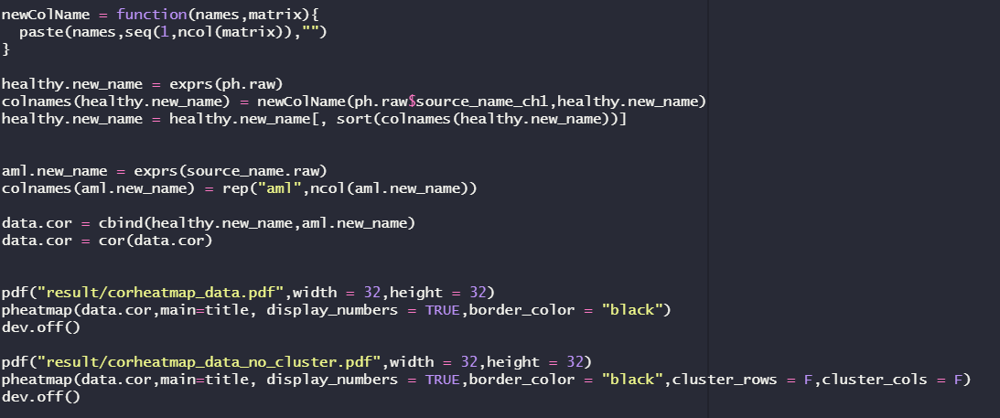 newColName = function(names,matrix){
  paste(names,seq(1,ncol(matrix)),"")
}
healthy.new_name = exprs(ph.raw)
colnames(healthy.new_name) = newColName(ph.raw$source_name_ch1,healthy.new_name)
healthy.new_name = healthy.new_name[, sort(colnames(healthy.new_name))]
aml.new_name = exprs(source_name.raw)
colnames(aml.new_name) = rep("aml",ncol(aml.new_name))
data.cor = cbind(healthy.new_name,aml.new_name)
data.cor = cor(data.cor)
pdf("result/corheatmap_data.pdf",width = 32,height = 32)
pheatmap(data.cor,main=title, display_numbers = TRUE,border_color = "black")
dev.off()
pdf("result/corheatmap_data_no_cluster.pdf",width = 32,height = 32)
pheatmap(data.cor,main=title, display_numbers = TRUE,border_color = "black",cluster_rows = F,cluster_cols = F)
dev.off()